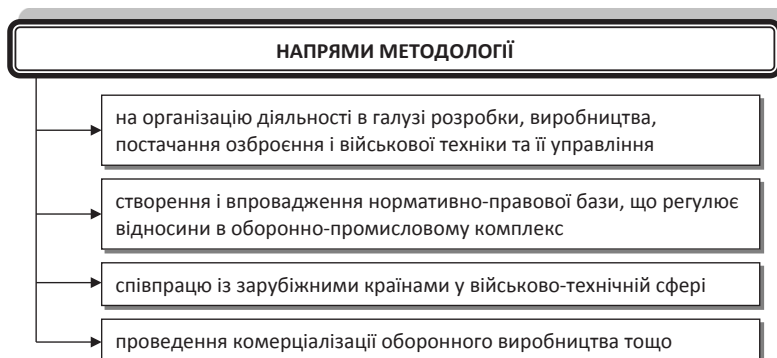 НАПРЯМИ МЕТОДОЛОГІЇ
на організацію діяльності в галузі розробки, виробництва,
постачання озброєння і військової техніки та її управління
створення і впровадження нормативно-правової бази, що регулює
відносини в оборонно-промисловому комплекс
співпрацю із зарубіжними країнами у військово-технічній сфері
проведення комерціалізації оборонного виробництва тощо